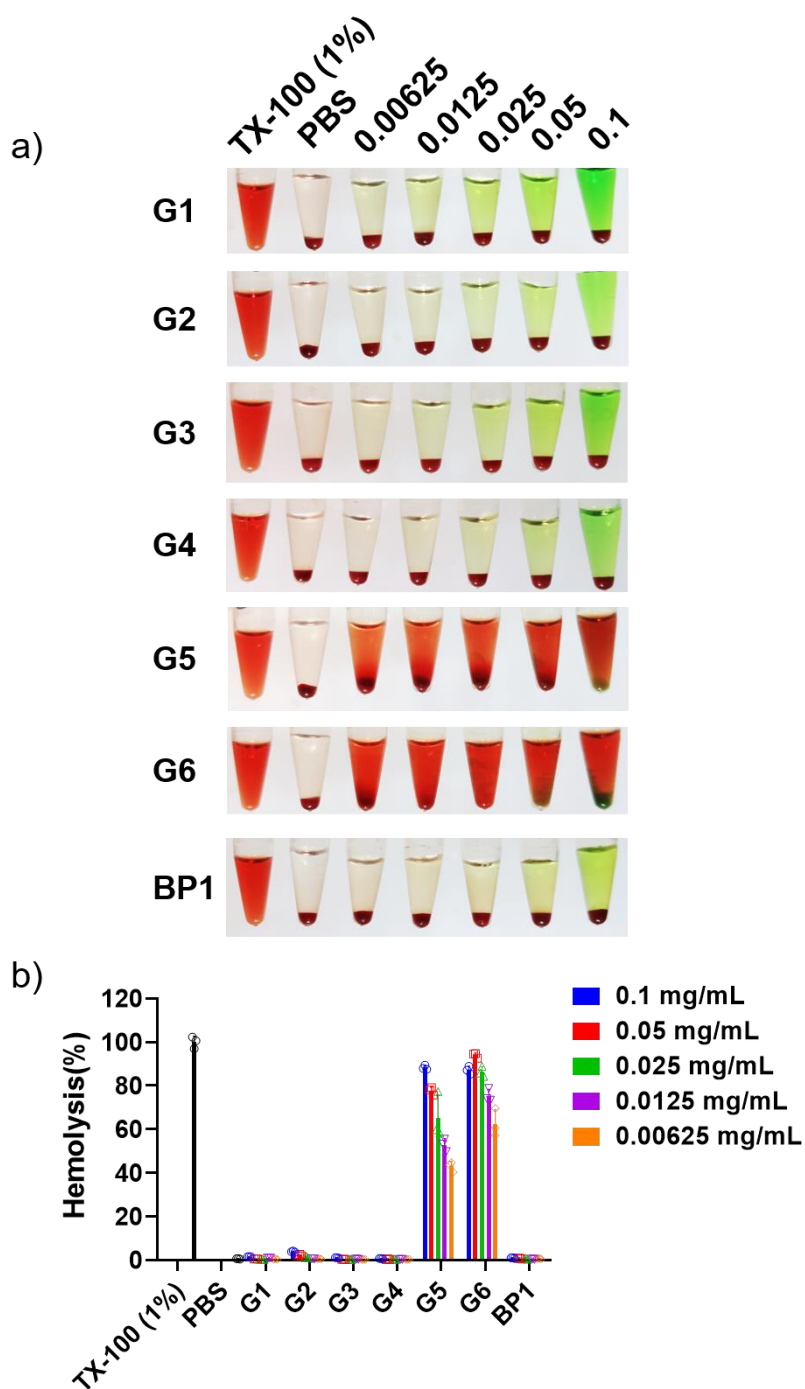 a)
TX-100 (1%)
PBS
0.00625
0.0125
0.025
0.05
0.1
G1
G2
G3
G4
G5
G6
BP1
b)
Hemolysis(%)
120
100
80
60
40
20
0
TX-100 (1%)
PBS
G1
G2
G3
G4
G5
G6
BP1
0.1 mg/mL
0.05 mg/mL
0.025 mg/mL
0.0125 mg/mL
0.00625 mg/mL